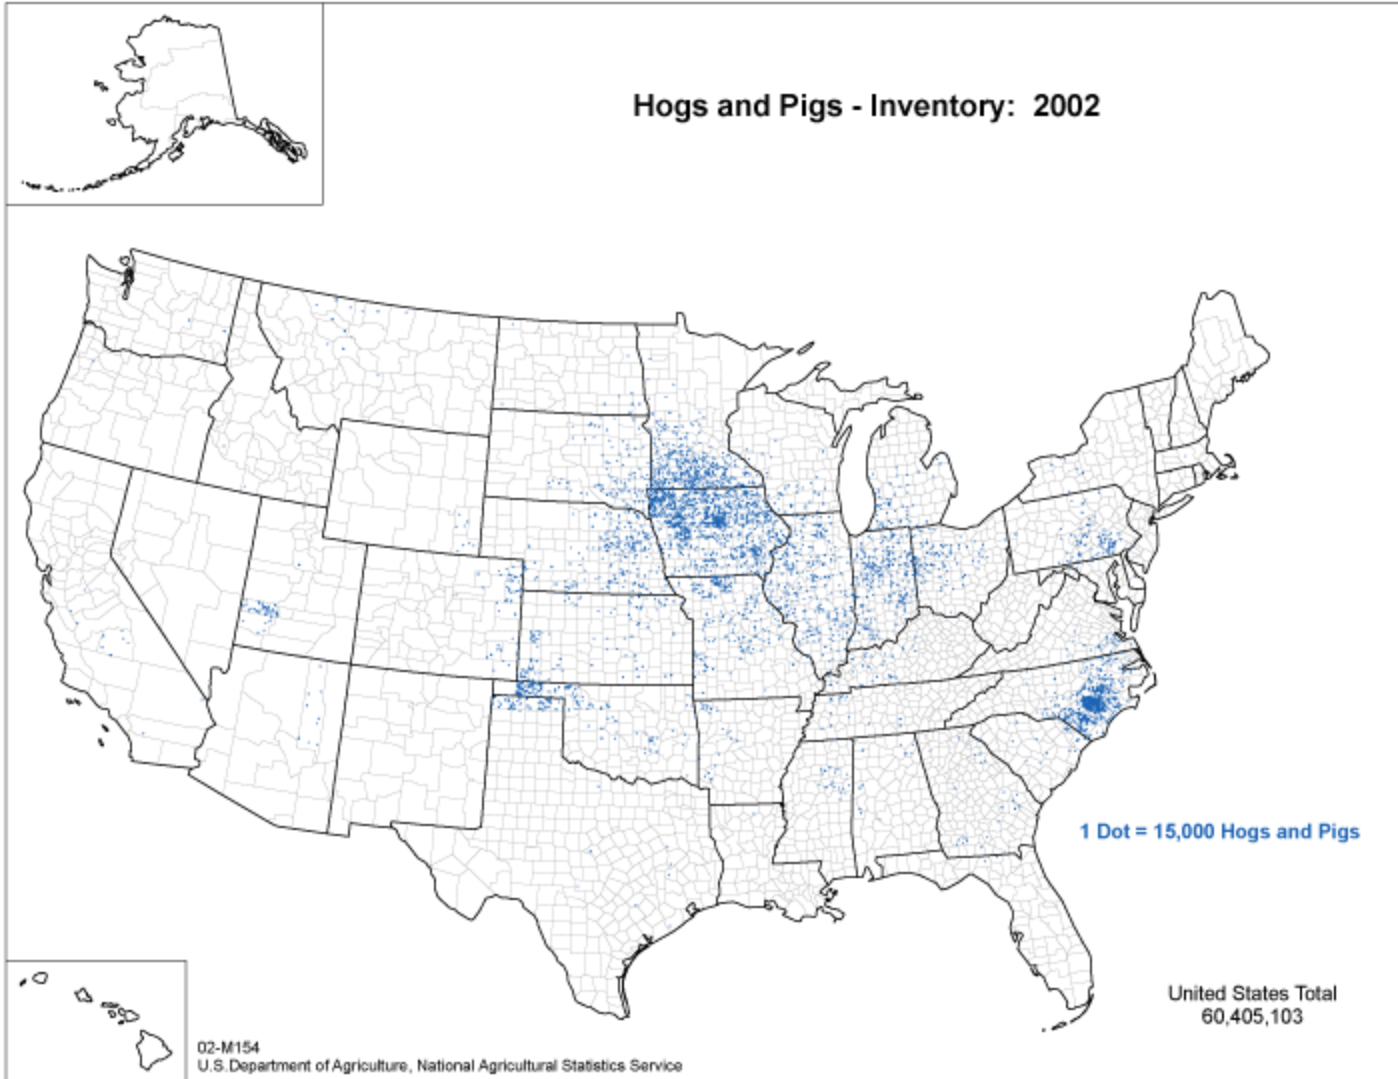 Hogs and Pigs - Inventory:  2002
1 Dot = 15,000 Hogs and Pigs
United States Total
60,405,103
02-M154
U.S.Department of Agriculture, National Agricultural Statistics Service